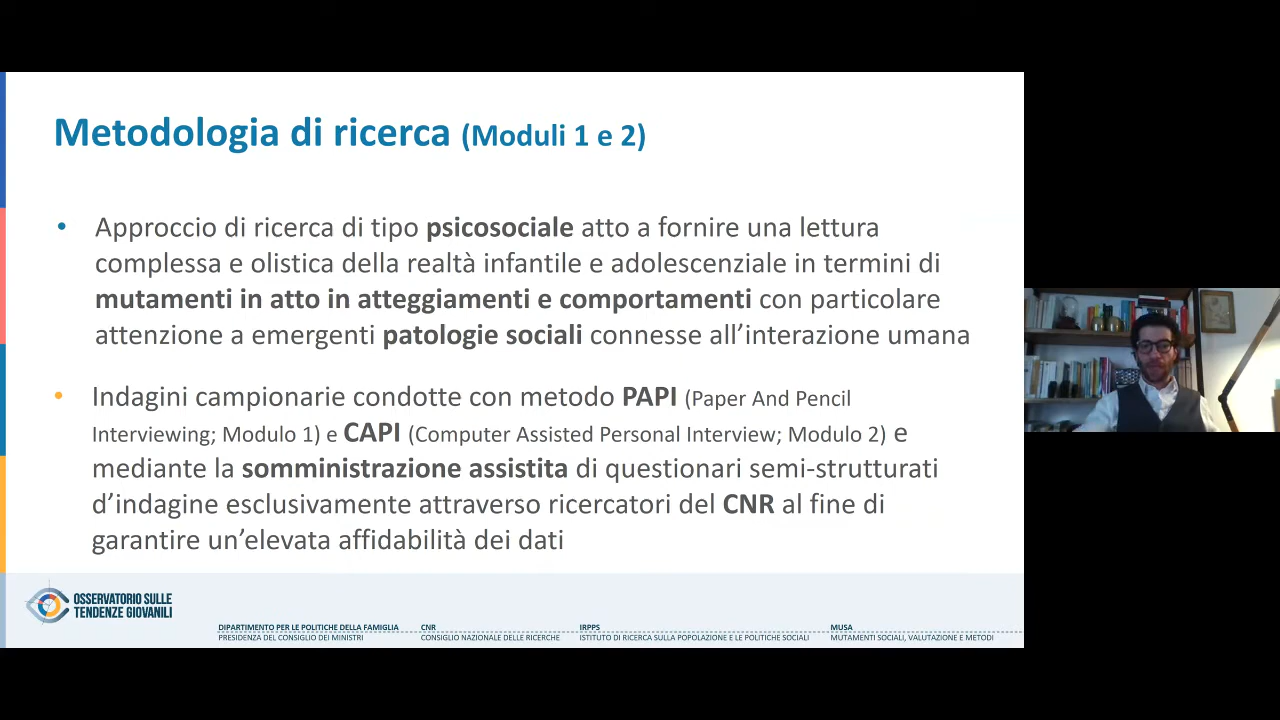 Metodologia di ricerca (Moduli 1 e 2)
• Approccio di ricerca di tipo psicosociale atto a fornire una lettura
complessa e olistica della realtà infantile e adolescenziale in termini di
mutamenti in atto in atteggiamenti e comportamenti con particolare
attenzione a emergenti patologie sociali connesse all’interazione umana
• Indagini campionarie condotte con metodo PAPI (Paper And Pencil
Interviewing; Modulo 1) e CAPI (Computer Assisted Personal Interview; Modulo 2) e
mediante la somministrazione assistita di questionari semi-strutturati
d’indagine esclusivamente attraverso ricercatori del CNR al fine di
garantire un’elevata affidabilità dei dati
OSSERVATORIO SULLE
TENDENZE GIOVANILI
DIPARTIMENTO PER LE POLITICHE DELLA FAMIGLIA
PRESIDENZA DEL CONSIGLIO DEI MINISTRI
CNR
CONSIGLIO NAZIONALE DELLE RICERCHE
IRPPS
ISTITUTO DI RICERCA SULLA POPOLAZIONE E LE POLITICHE SOCIALI
MUSA
MUTAMENTI SOCIALI, VALUTAZIONE E METODI